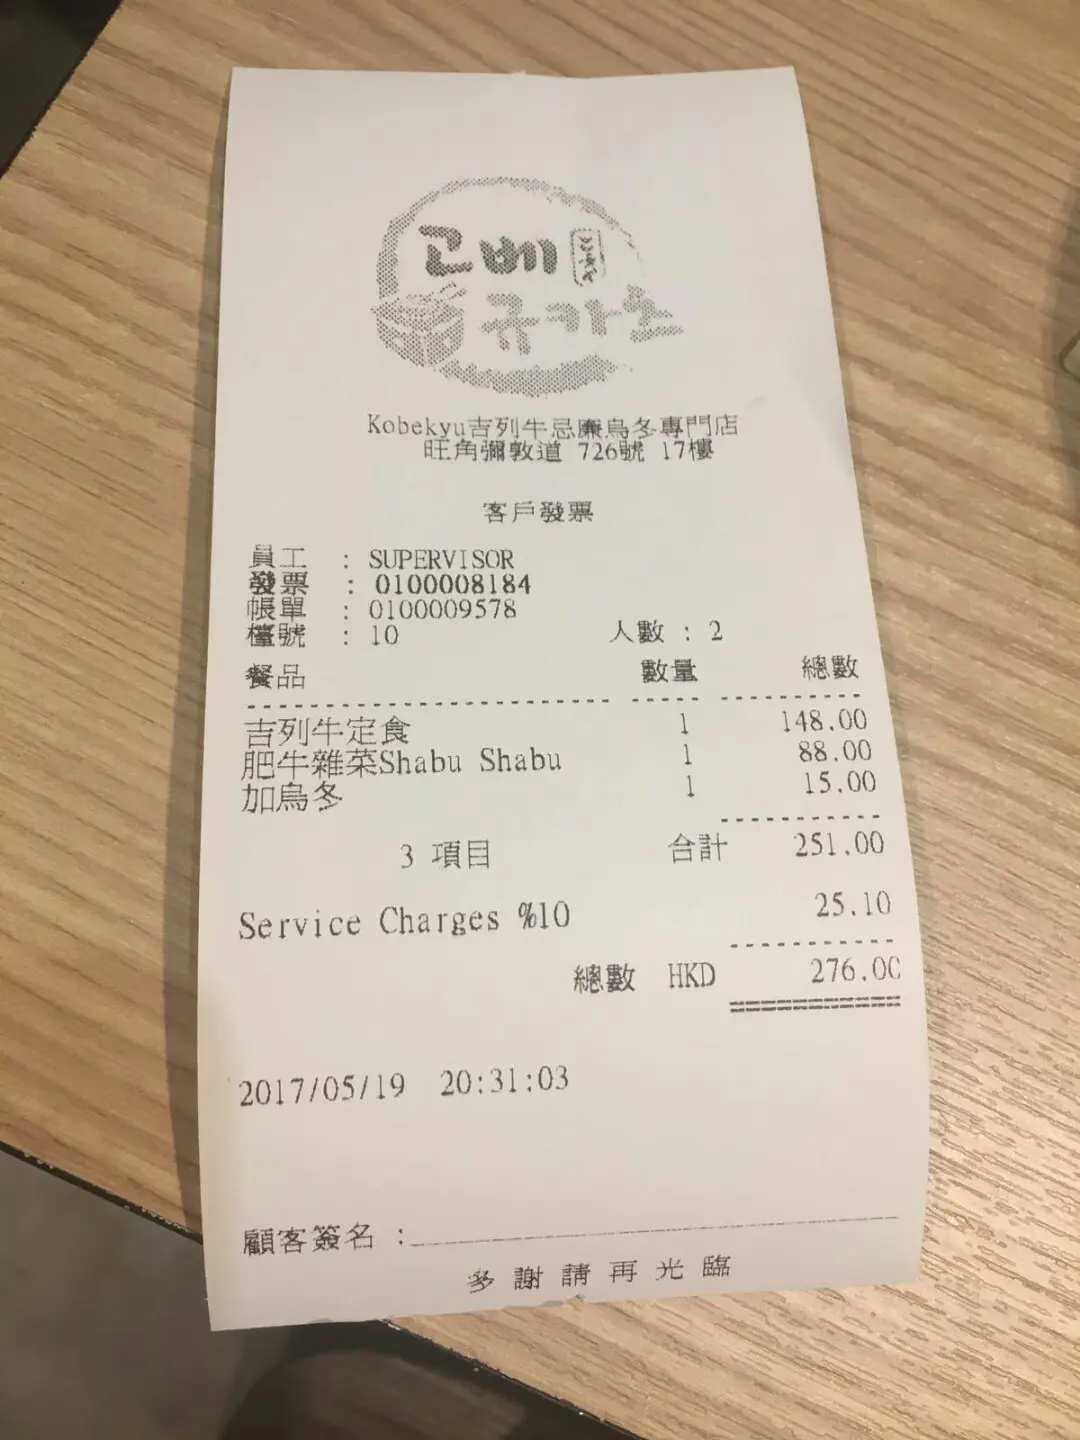 고베
규카츠
Kobekyu吉列牛忌廉烏冬專門店
旺角彌敦道 726號 17樓
客戶發票
員工 : SUPERVISOR
發票 : 0100008184
帳單 : 0100009578
檯號 : 10 人數 : 2
餐品 數量 總數
吉列牛定食 1 148.00
肥牛雜菜Shabu Shabu 1 88.00
加烏冬 1 15.00
3 項目 合計 251.00
Service Charges %10 25.10
總數 HKD 276.00
2017/05/19 20:31:03
顧客簽名 :
多謝請再光臨